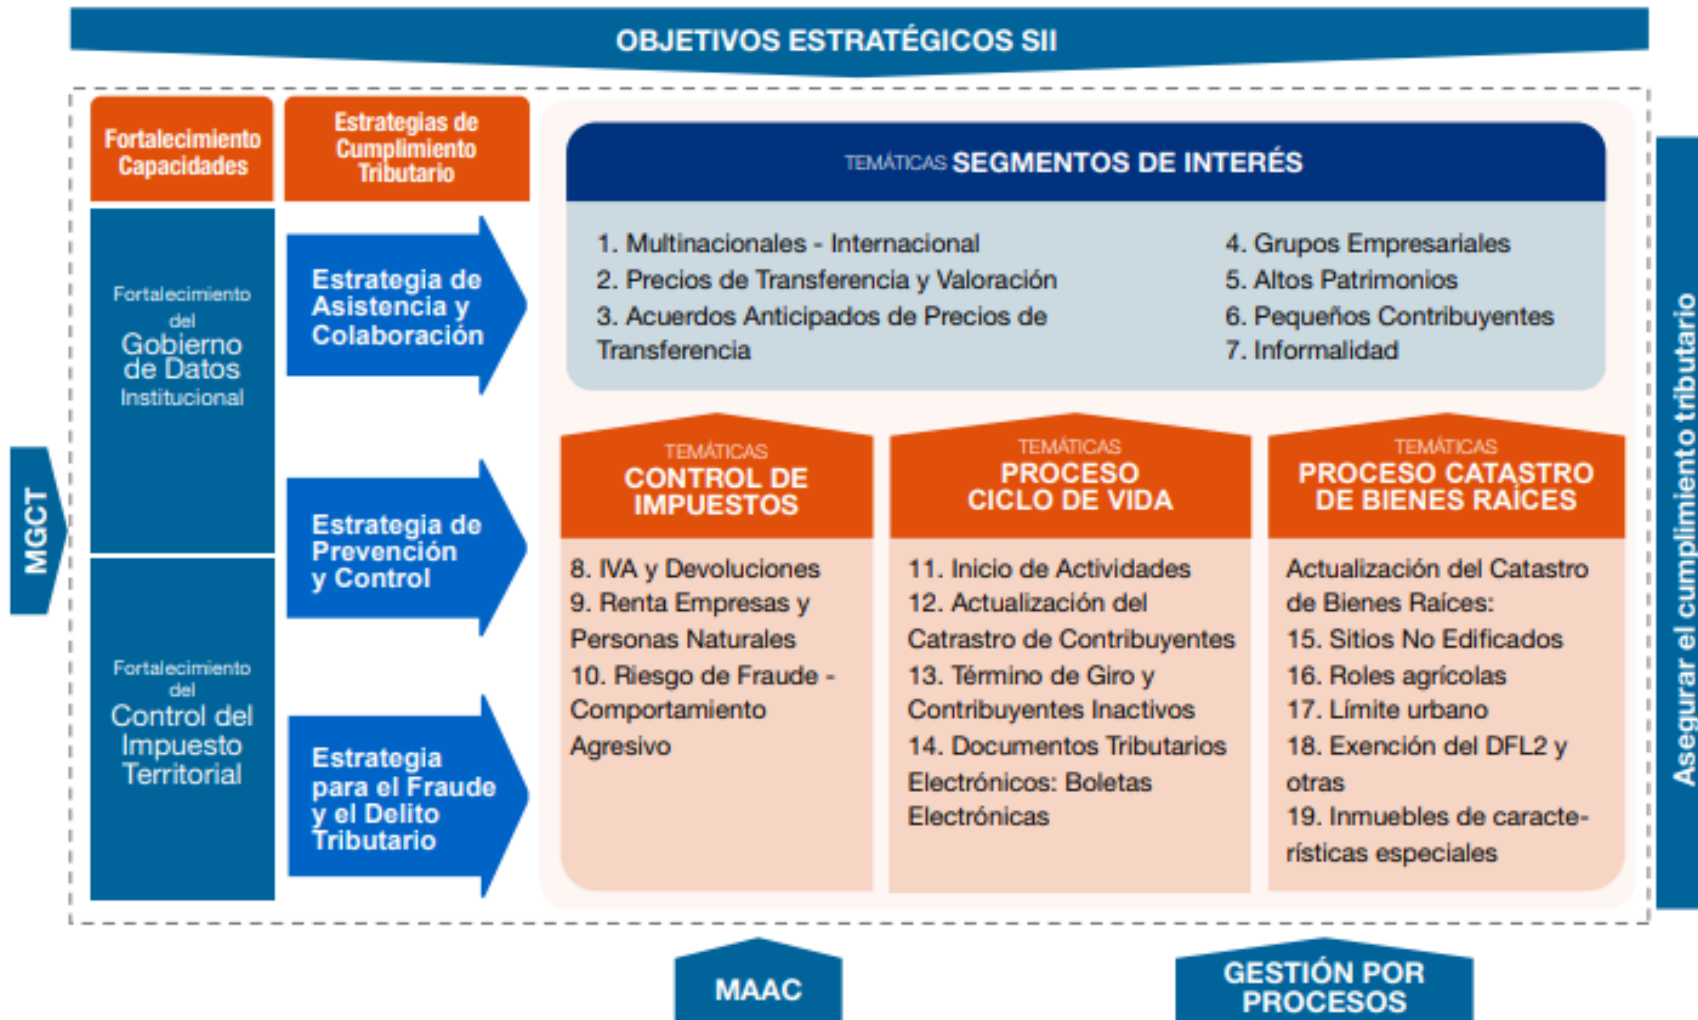 OBJETIVOS ESTRATÉGICOS SII
Fortalecimiento
Capacidades
Estrategias de
Cumplimiento
Tributario
Fortalecimiento
del
Gobierno
de Datos
Institucional
Fortalecimiento
del
Control del
Impuesto
Territorial
Estrategia de
Asistencia y
Colaboración
Estrategia de
Prevención
y Control
Estrategia
para el Fraude
y el Delito
Tributario
TEMÁTICAS SEGMENTOS DE INTERÉS
1. Multinacionales - Internacional
2. Precios de Transferencia y Valoración
3. Acuerdos Anticipados de Precios de
Transferencia
4. Grupos Empresariales
5. Altos Patrimonios
6. Pequeños Contribuyentes
7. Informalidad
TEMÁTICAS
CONTROL DE
IMPUESTOS
8. IVA y Devoluciones
9. Renta Empresas y
Personas Naturales
10. Riesgo de Fraude -
Comportamiento
Agresivo
TEMÁTICAS
PROCESO
CICLO DE VIDA
11. Inicio de Actividades
12. Actualización del
Catrastro de Contribuyentes
13. Término de Giro y
Contribuyentes Inactivos
14. Documentos Tributarios
Electrónicos: Boletas
Electrónicas
TEMÁTICAS
PROCESO CATASTRO
DE BIENES RAÍCES
Actualización del Catastro
de Bienes Raíces:
15. Sitios No Edificados
16. Roles agrícolas
17. Límite urbano
18. Exención del DFL2 y
otras
19. Inmuebles de caracte-
rísticas especiales
MGCT
Asegurar el cumplimiento tributario
MAAC
GESTIÓN POR
PROCESOS